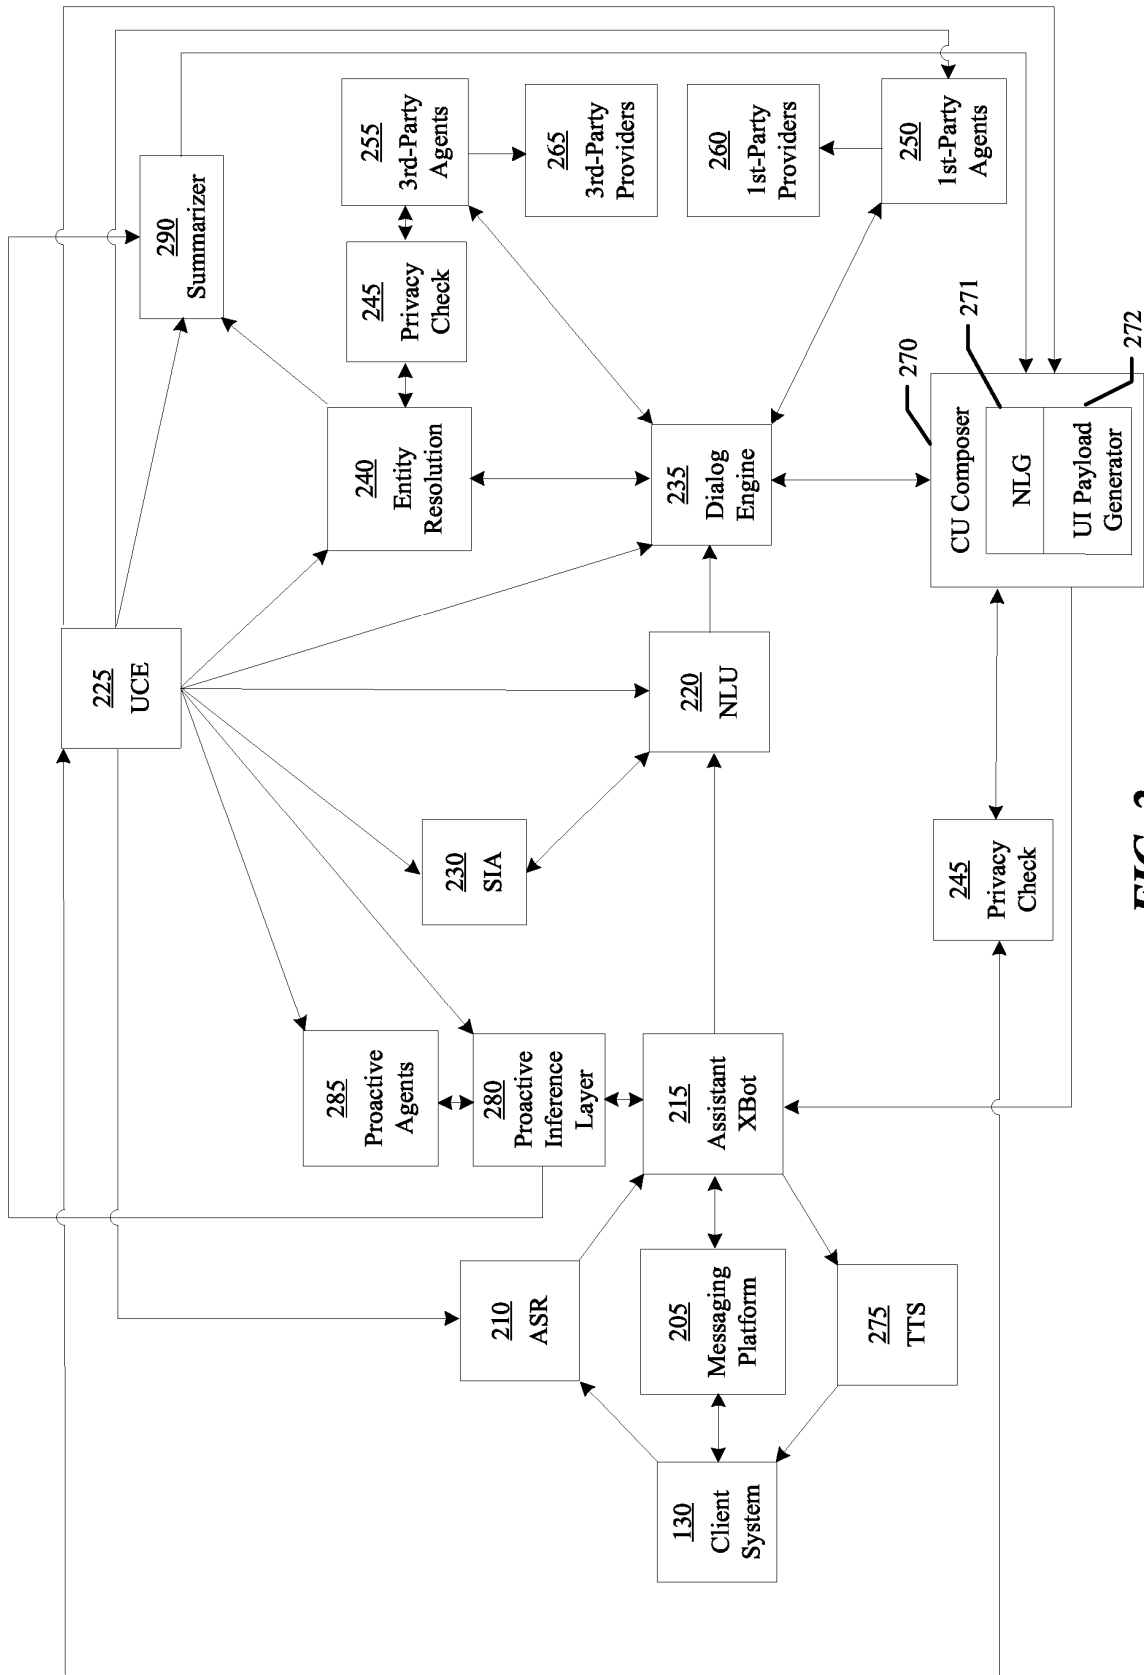 225
UCE
290
Summarizer
285
Proactive
Agents
240
Entity
Resolution
245
Privacy
Check
255
3rd-Party
Agents
230
SIA
210
ASR
280
Proactive
Inference
Layer
265
3rd-Party
Providers
130
Client
System
205
Messaging
Platform
215
Assistant
XBot
220
NLU
235
Dialog
Engine
260
1st-Party
Providers
275
TTS
250
1st-Party
Agents
245
Privacy
Check
CU Composer
270
NLG
271
UI Payload
Generator
272
FIG. 2